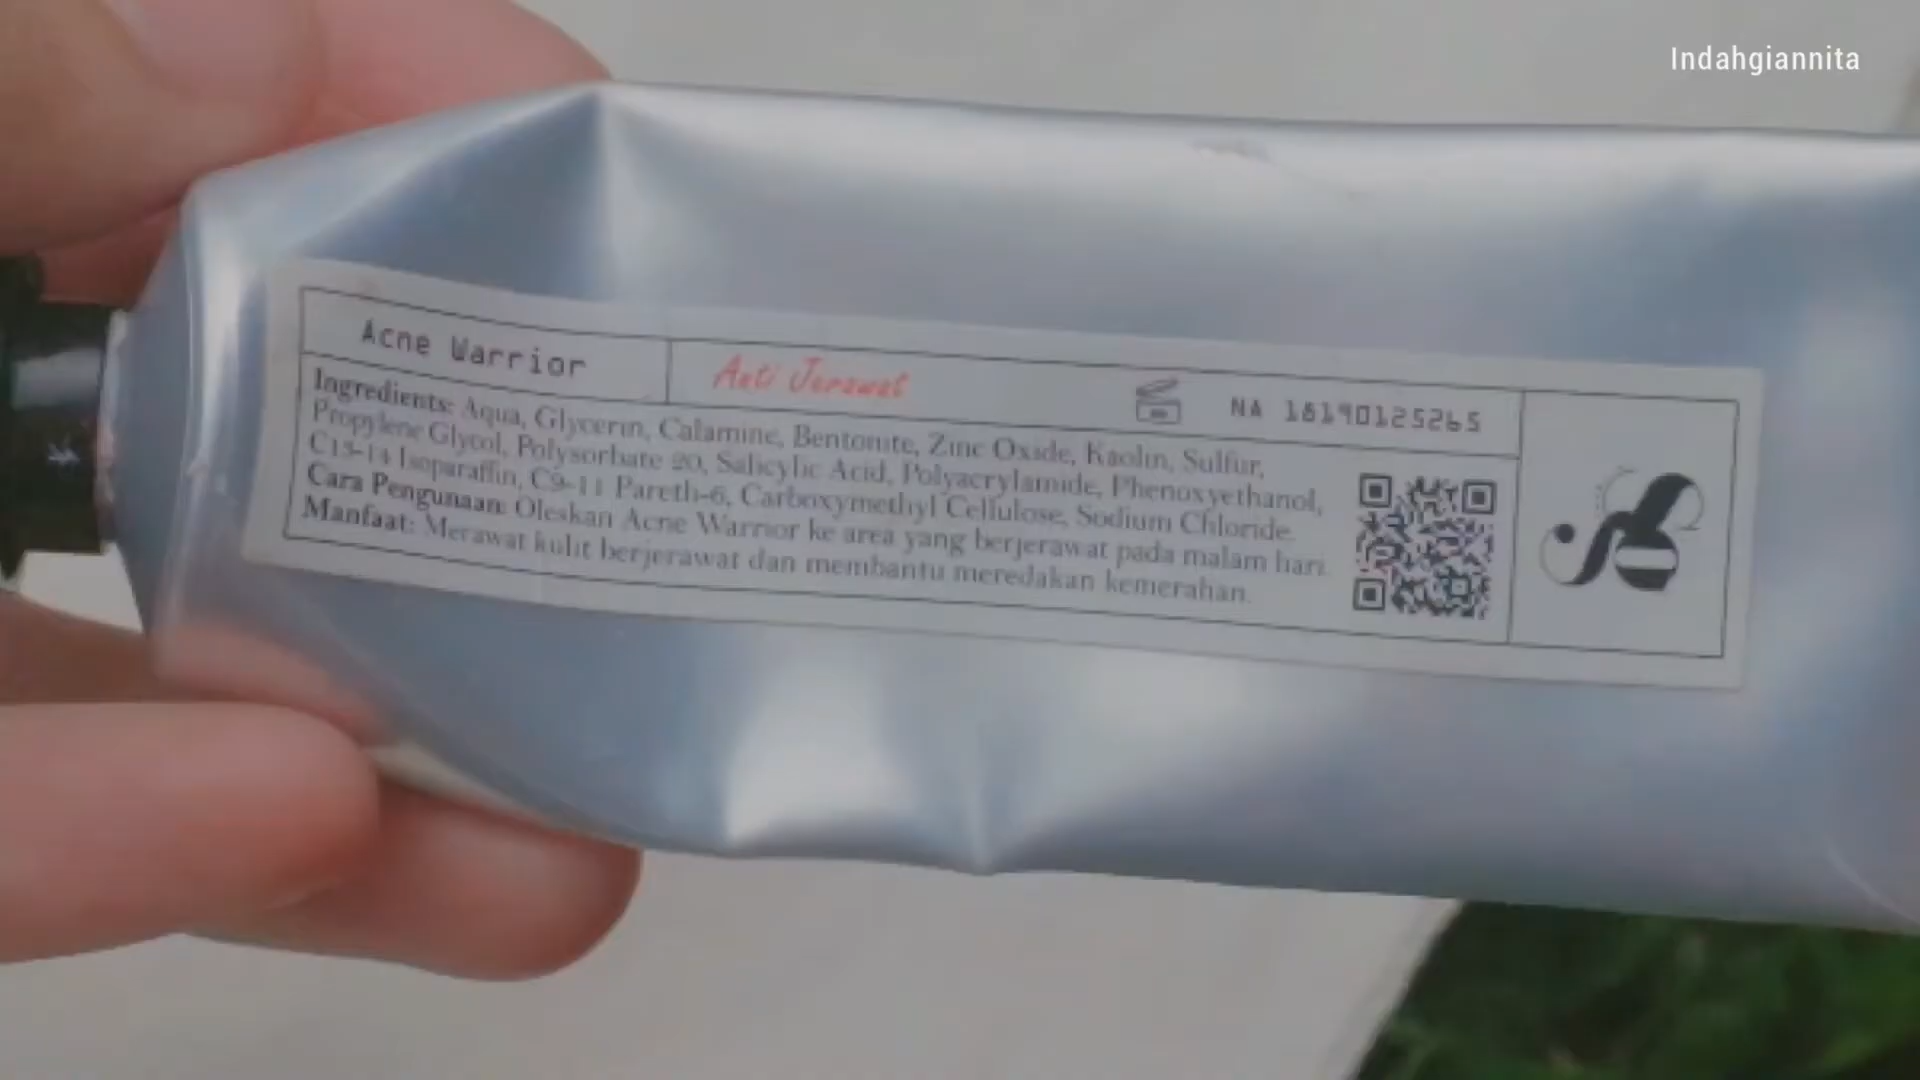 Indahgiannita
Acne Warrior
Anti Jerawat
NA 18190125265
Ingredients: Aqua, Glycerin, Calamine, Bentonite, Zinc Oxide, Kaolin, Sulfur,
Propylene Glycol, Polysorbate 20, Salicylic Acid, Polyacrylamide, Phenoxyethanol,
C13-14 Isoparaffin, C9-11 Pareth-6, Carboxymethyl Cellulose, Sodium Chloride.
Cara Pengunaan: Oleskan Acne Warrior ke area yang berjerawat pada malam hari.
Manfaat: Merawat kulit berjerawat dan membantu meredakan kemerahan.